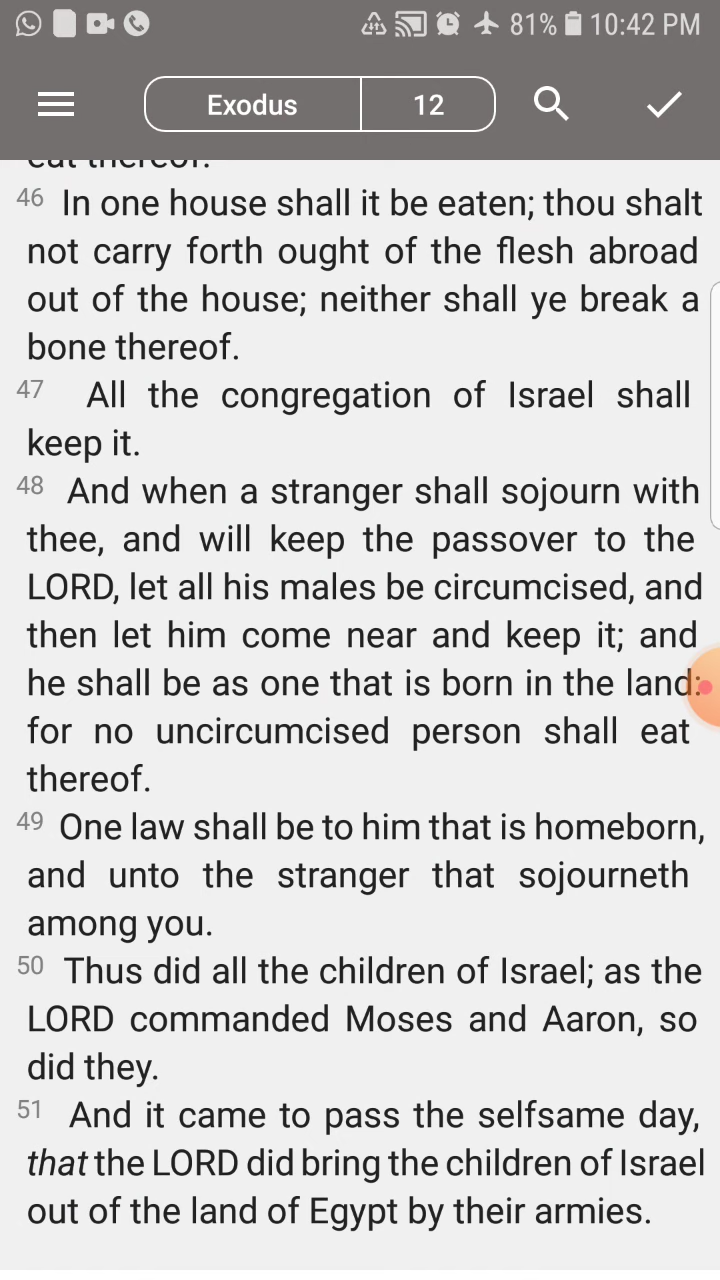 81% 10:42 PM
Exodus 12
eat thereof.
46 In one house shall it be eaten; thou shalt
not carry forth ought of the flesh abroad
out of the house; neither shall ye break a
bone thereof.
47 All the congregation of Israel shall
keep it.
48 And when a stranger shall sojourn with
thee, and will keep the passover to the
LORD, let all his males be circumcised, and
then let him come near and keep it; and
he shall be as one that is born in the land:
for no uncircumcised person shall eat
thereof.
49 One law shall be to him that is homeborn,
and unto the stranger that sojourneth
among you.
50 Thus did all the children of Israel; as the
LORD commanded Moses and Aaron, so
did they.
51 And it came to pass the selfsame day,
that the LORD did bring the children of Israel
out of the land of Egypt by their armies.